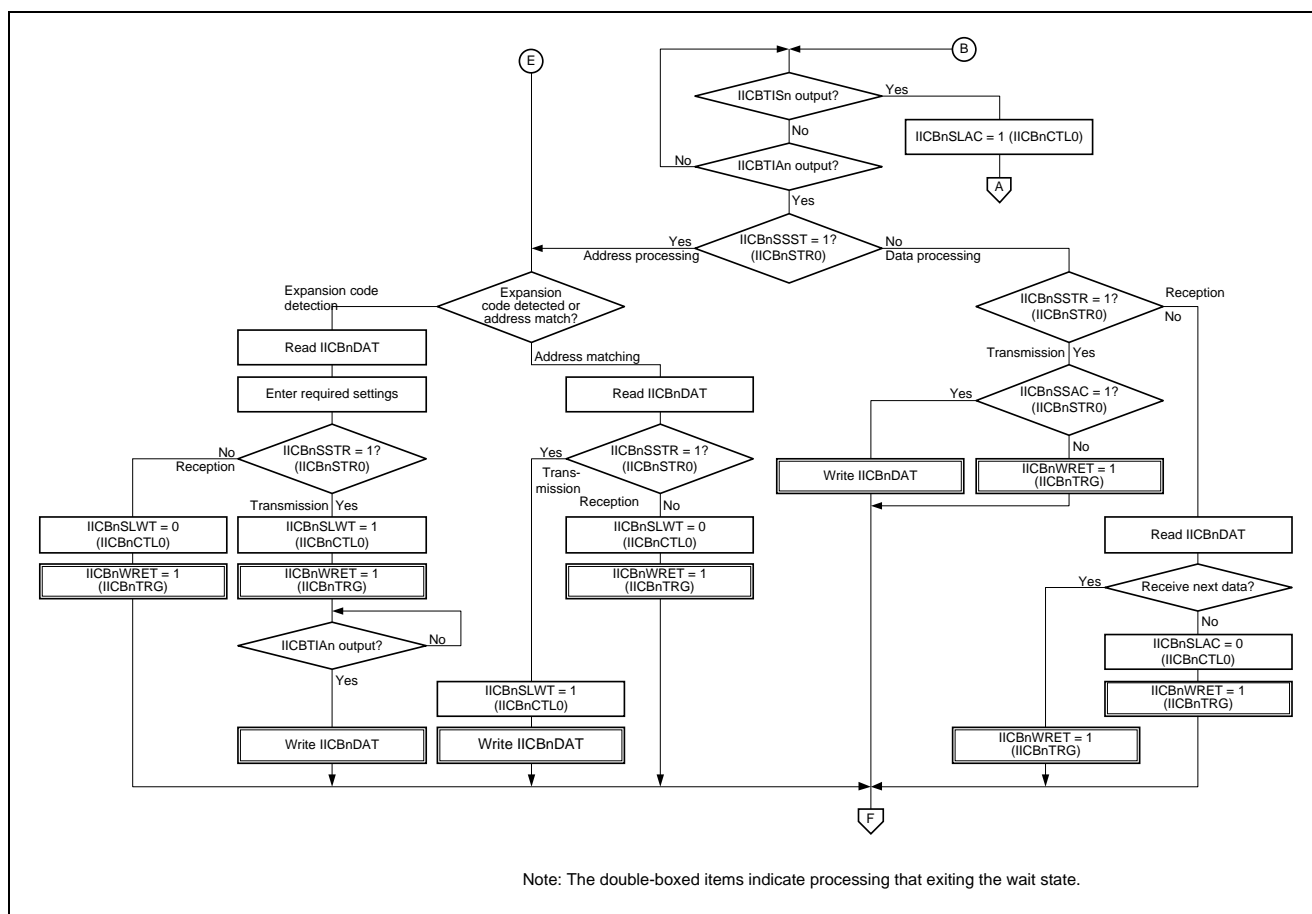 E
B
IICBTISn output?
Yes
No
IICBnSLAC = 1 (IICBnCTL0)
A
IICBTIAn output?
No
Yes
IICBnSSST = 1?
(IICBnSTR0)
Yes
Address processing
No
Data processing
Expansion code
detection
Expansion
code detected or
address match?
Address matching
Read IICBnDAT
Enter required settings
IICBnSSTR = 1?
(IICBnSTR0)
No
Reception
Transmission
Yes
IICBnSLWT = 0
(IICBnCTL0)
IICBnWRET = 1
(IICBnTRG)
IICBnSLWT = 1
(IICBnCTL0)
IICBnWRET = 1
(IICBnTRG)
IICBTIAn output?
No
Yes
Write IICBnDAT
Read IICBnDAT
IICBnSSTR = 1?
(IICBnSTR0)
Yes
Trans-
mission
Reception
No
IICBnSLWT = 0
(IICBnCTL0)
IICBnWRET = 1
(IICBnTRG)
IICBnSLWT = 1
(IICBnCTL0)
Write IICBnDAT
IICBnSSTR = 1?
(IICBnSTR0)
Reception
No
Transmission
Yes
IICBnSSAC = 1?
(IICBnSTR0)
Yes
No
Write IICBnDAT
IICBnWRET = 1
(IICBnTRG)
Read IICBnDAT
Receive next data?
Yes
No
IICBnSLAC = 0
(IICBnCTL0)
IICBnWRET = 1
(IICBnTRG)
IICBnWRET = 1
(IICBnTRG)
F
Note: The double-boxed items indicate processing that exiting the wait state.